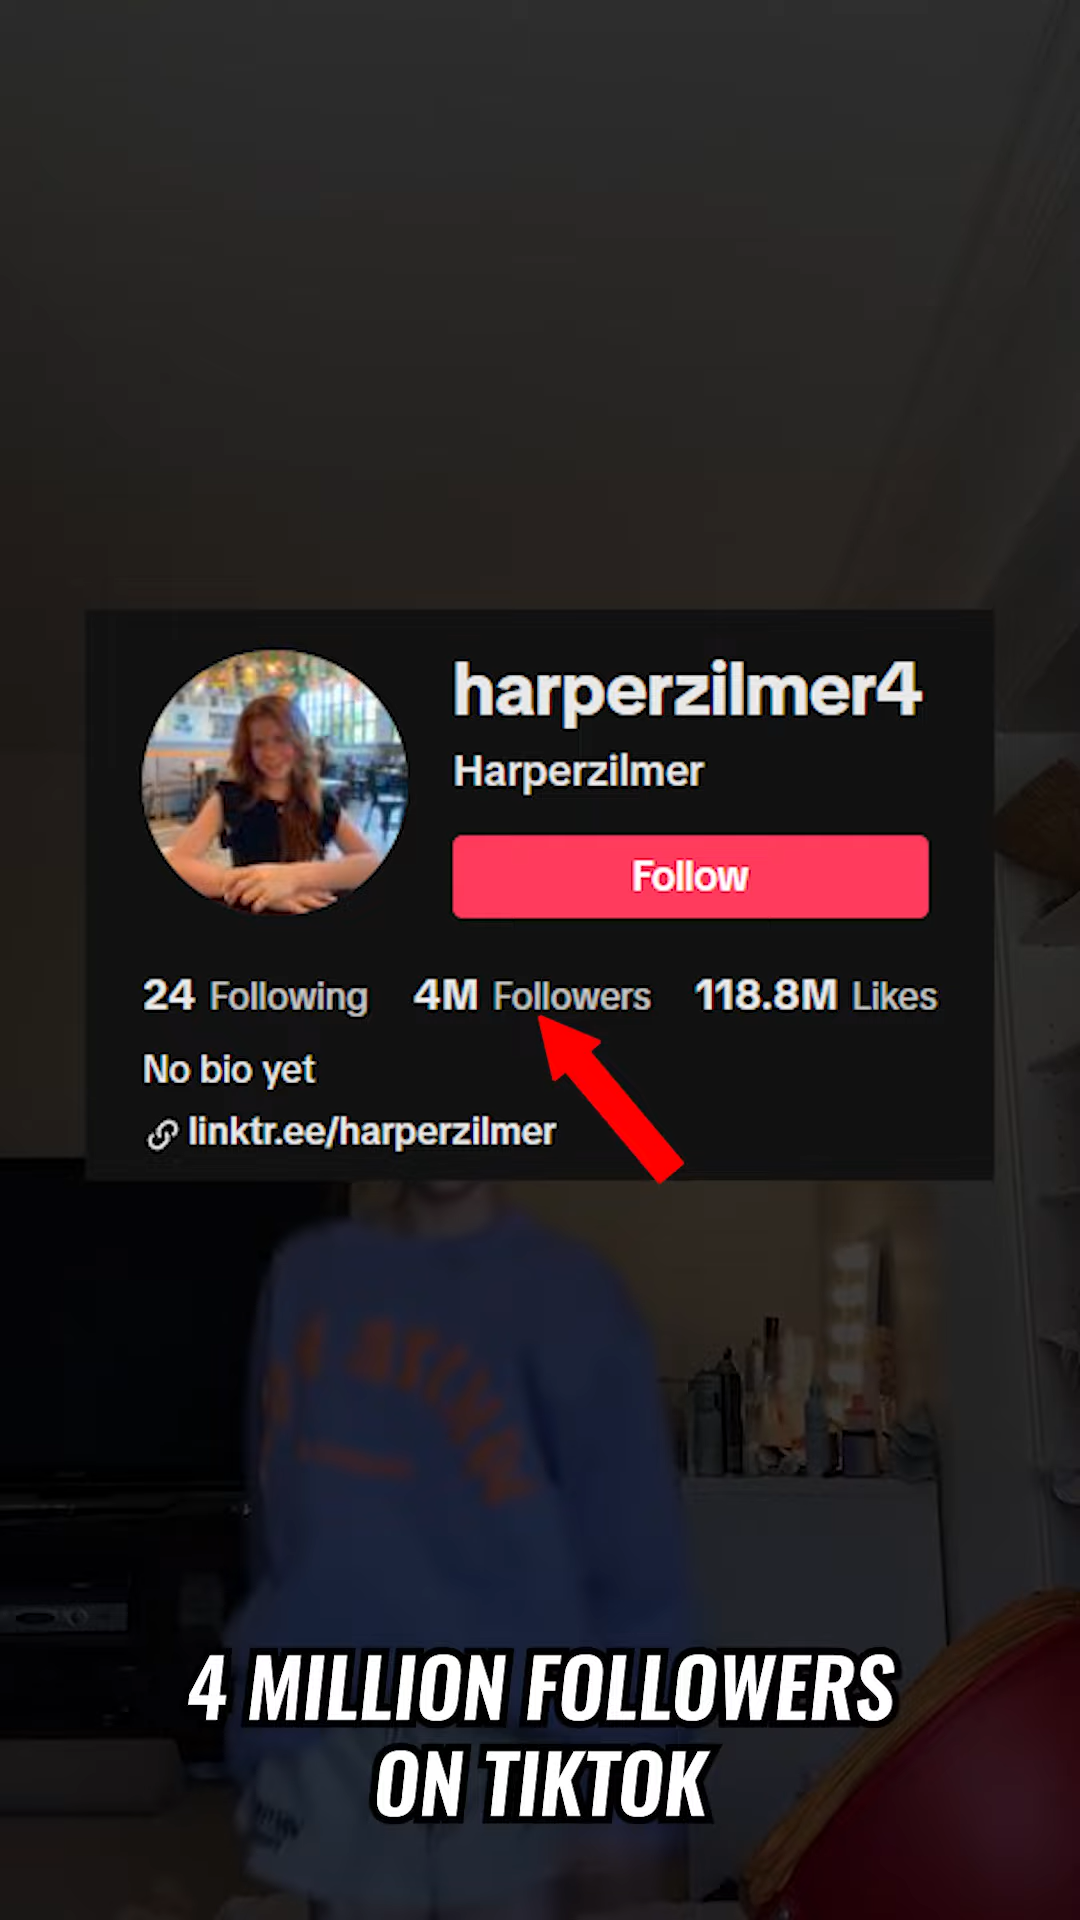 harperzilmer4
Harperzilmer
Follow
24 Following 4M Followers 118.8M Likes
No bio yet
linktr.ee/harperzilmer
4 MILLION FOLLOWERS
ON TIKTOK